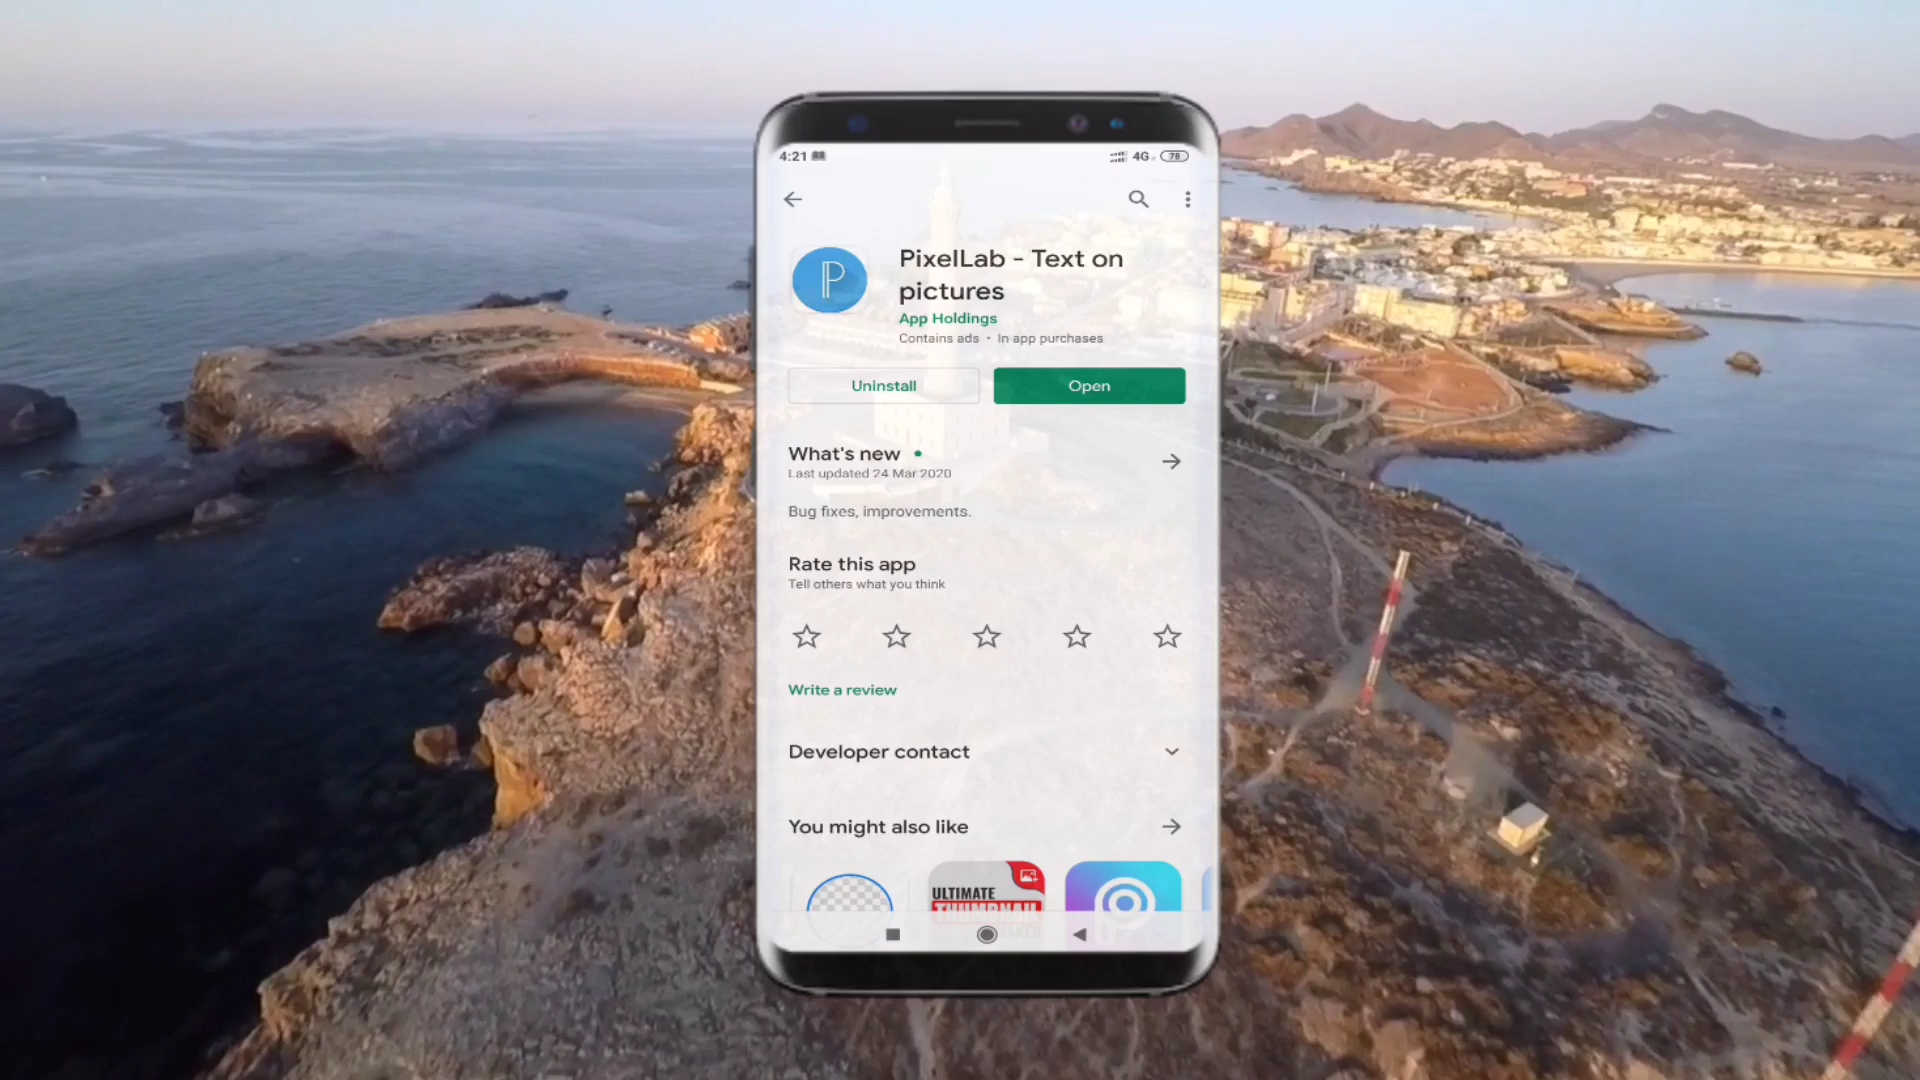 4:21
4G 78
PixelLab - Text on
pictures
App Holdings
Contains ads • In-app purchases
Uninstall
Open
What's new •
Last updated 24 Mar 2020
Bug fixes, improvements.
Rate this app
Tell others what you think
Write a review
Developer contact
You might also like
ULTIMATE
THUMBNAIL